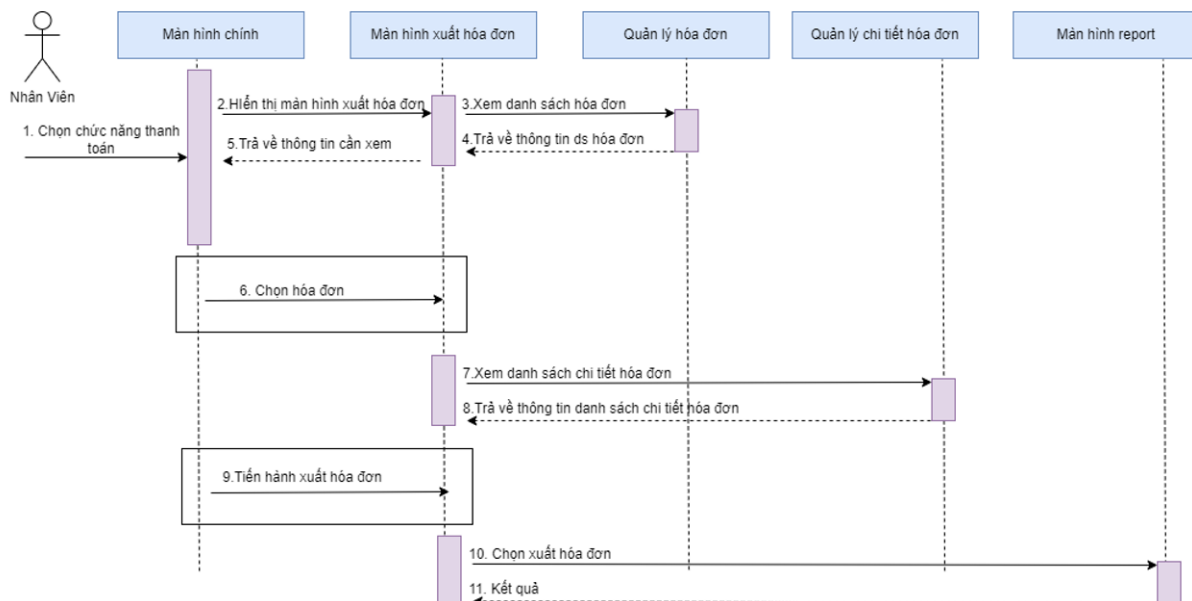 Màn hình chính
Màn hình xuất hóa đơn
Quản lý hóa đơn
Quản lý chi tiết hóa đơn
Màn hình report
Nhân Viên
2.HIển thị màn hình xuất hóa đơn
3.Xem danh sách hóa đơn
1. Chọn chức năng thanh
toán
5.Trả về thông tin cần xem
4.Trả về thông tin ds hóa đơn
6. Chọn hóa đơn
7.Xem danh sách chi tiết hóa đơn
8.Trả về thông tin danh sách chi tiết hóa đơn
9.Tiến hành xuất hóa đơn
10. Chọn xuất hóa đơn
11. Kết quả